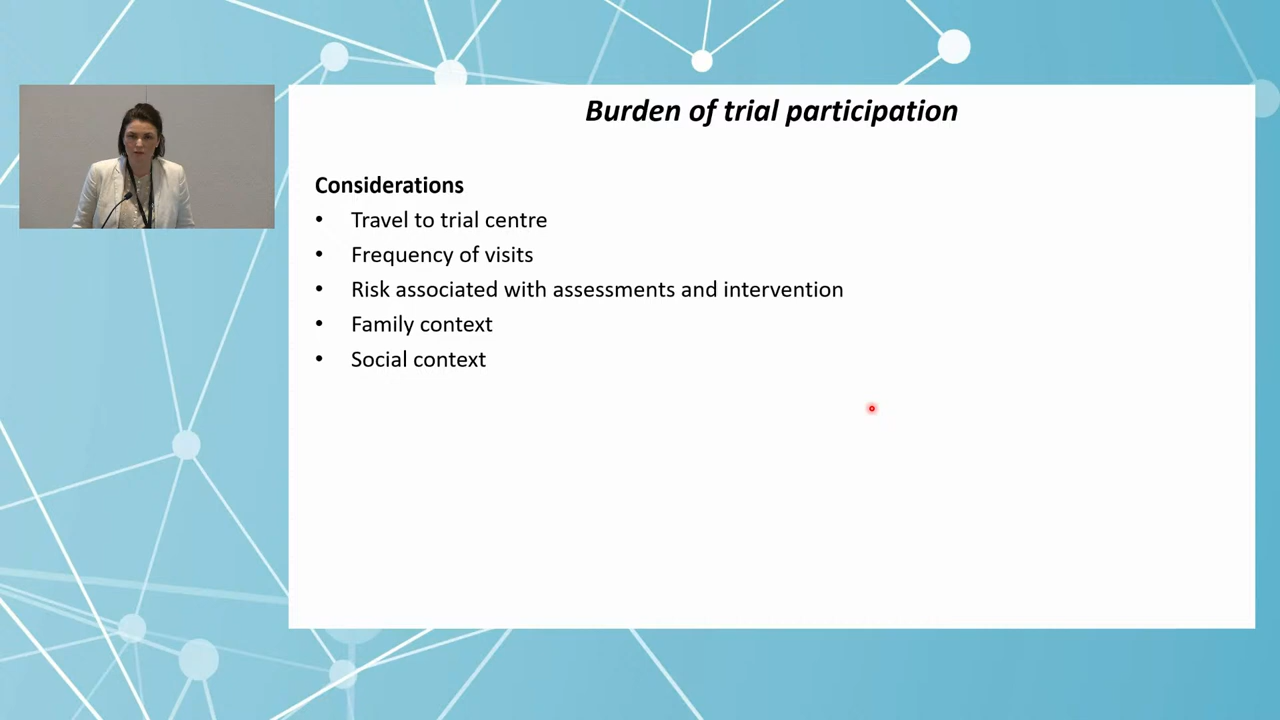 Burden of trial participation
Considerations
• Travel to trial centre
• Frequency of visits
• Risk associated with assessments and intervention
• Family context
• Social context